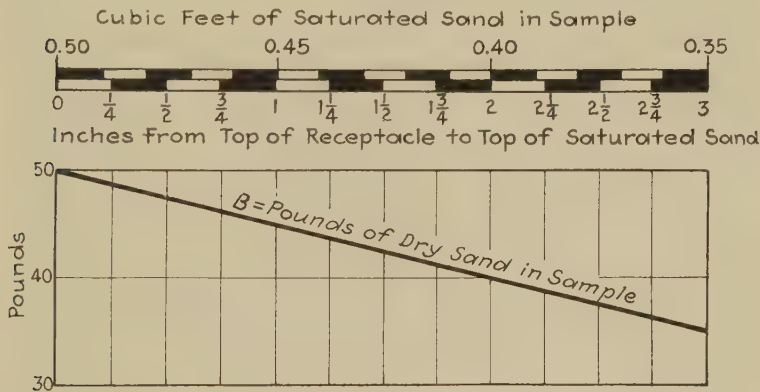 Cubic Feet of Saturated Sand in Sample
0.50 0.45 0.40 0.35
0 1/4 1/2 3/4 1 1 1/4 1 1/2 1 3/4 2 2 1/4 2 1/2 2 3/4 3
Inches From Top of Receptacle to Top of Saturated Sand
50
B=Pounds of Dry Sand in Sample
Pounds
40
30